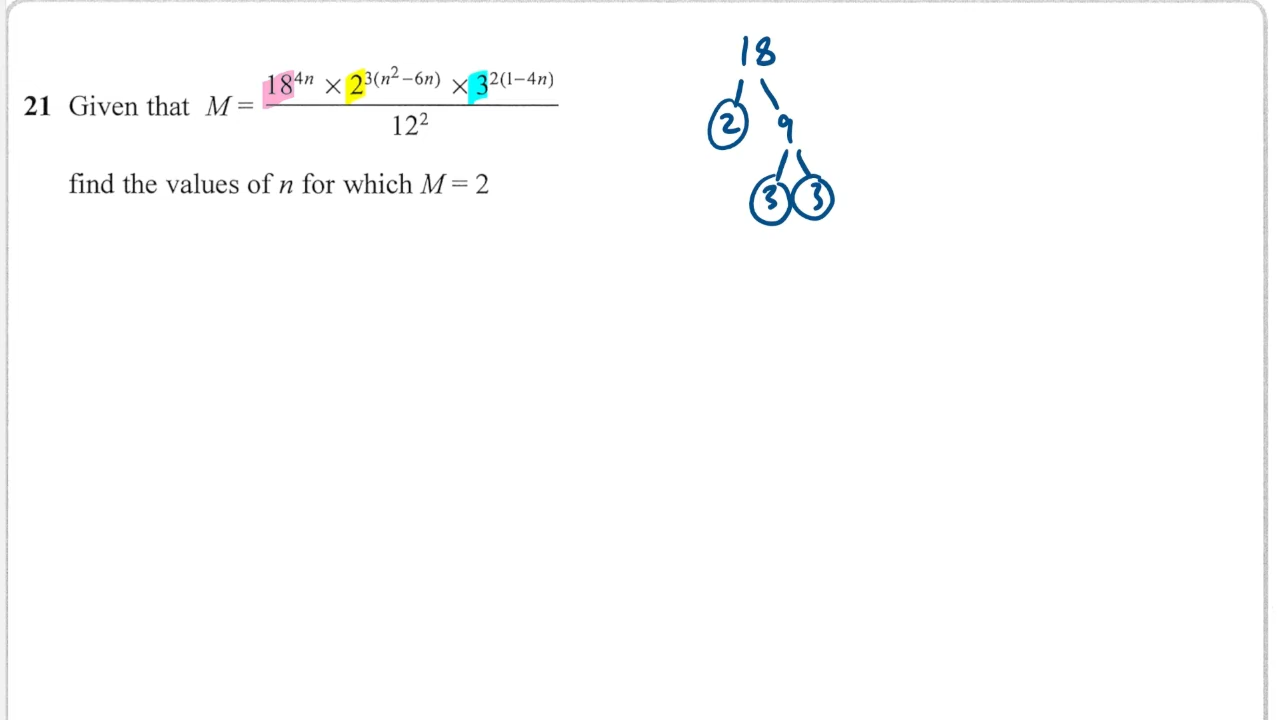 21 Given that M = 18^{4n} × 2^{3(n²−6n)} × 3^{2(1−4n)} / 12²
find the values of n for which M = 2
18
2 9
3 3